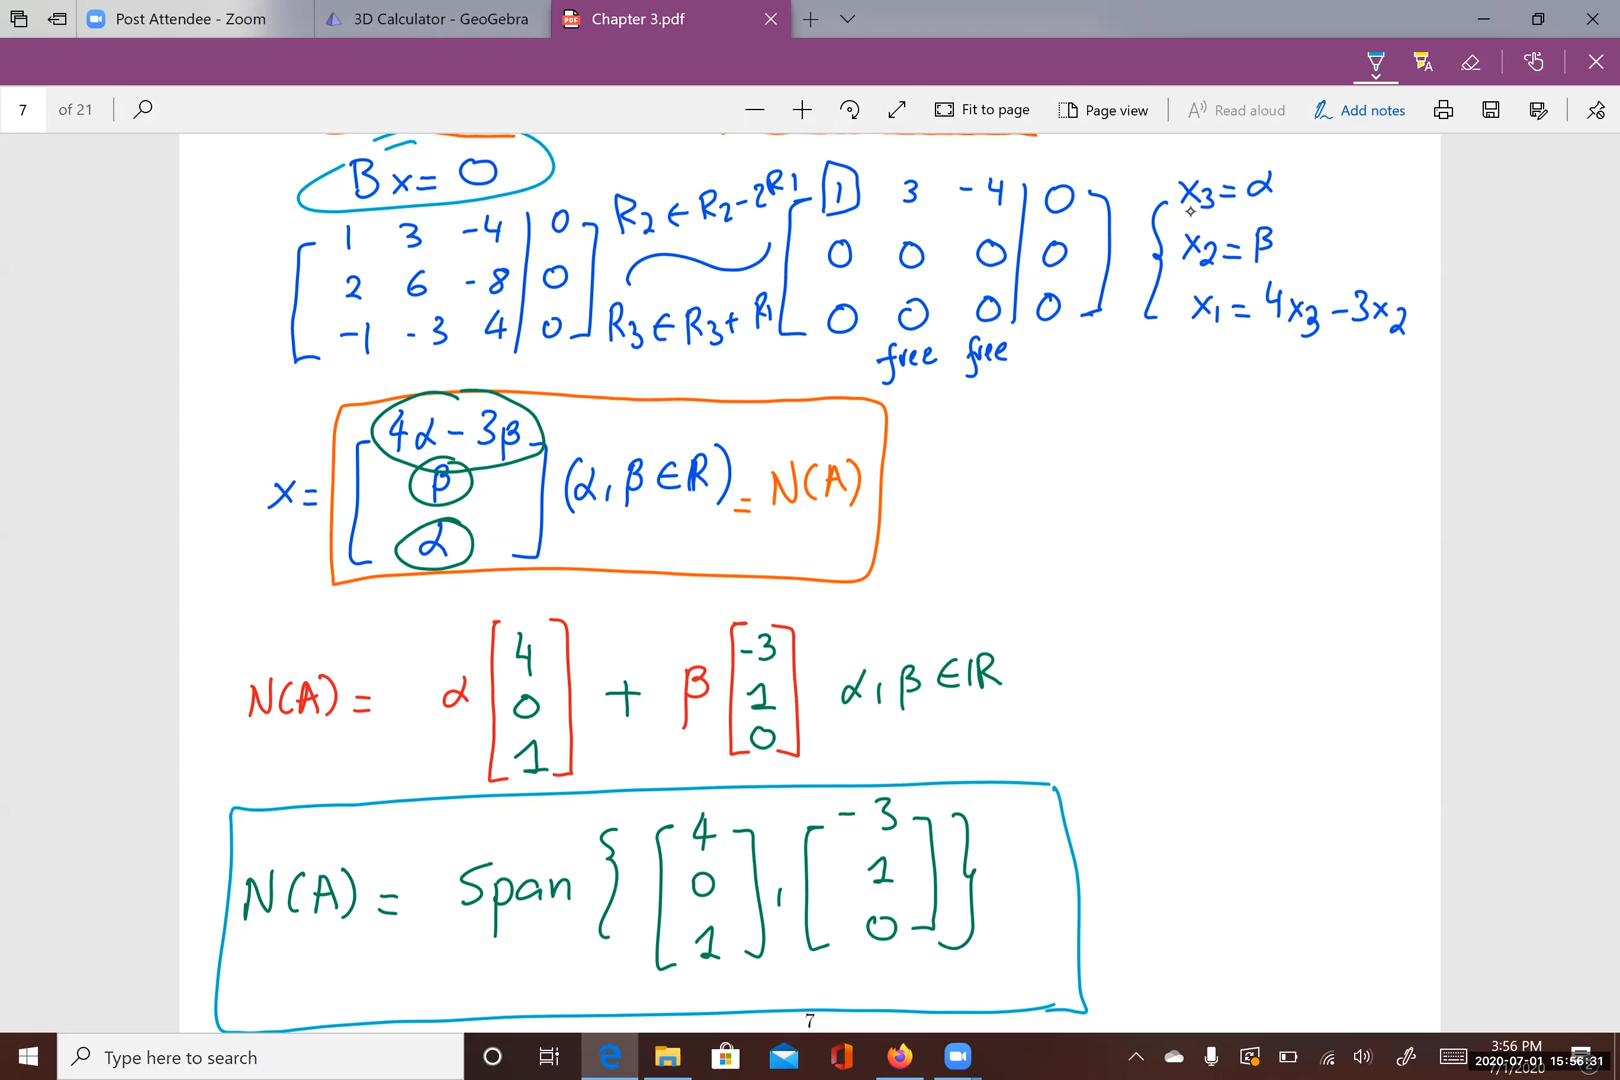 Post Attendee - Zoom
3D Calculator - GeoGebra
Chapter 3.pdf
7 of 21
Fit to page
Page view
Read aloud
Add notes
Bx = 0
[ 1 3 -4 | 0 ]
[ 2 6 -8 | 0 ]
[ -1 -3 4 | 0 ]
R2 ∈ R2 - 2R1
R3 ∈ R3 + R1
[ 1 3 -4 | 0 ]
[ 0 0 0 | 0 ]
[ 0 0 0 | 0 ]
free free
{ x3 = α
x2 = β
x1 = 4x3 - 3x2
x = [ 4α - 3β
β
α ] (α, β ∈ R) = N(A)
N(A) = α [ 4 0 1 ] + β [ -3 1 0 ] α, β ∈ R
N(A) = Span { [ 4 0 1 ], [ -3 1 0 ] }
7
Type here to search
3:56 PM
7/1/2020
2020-07-01 15:56:31